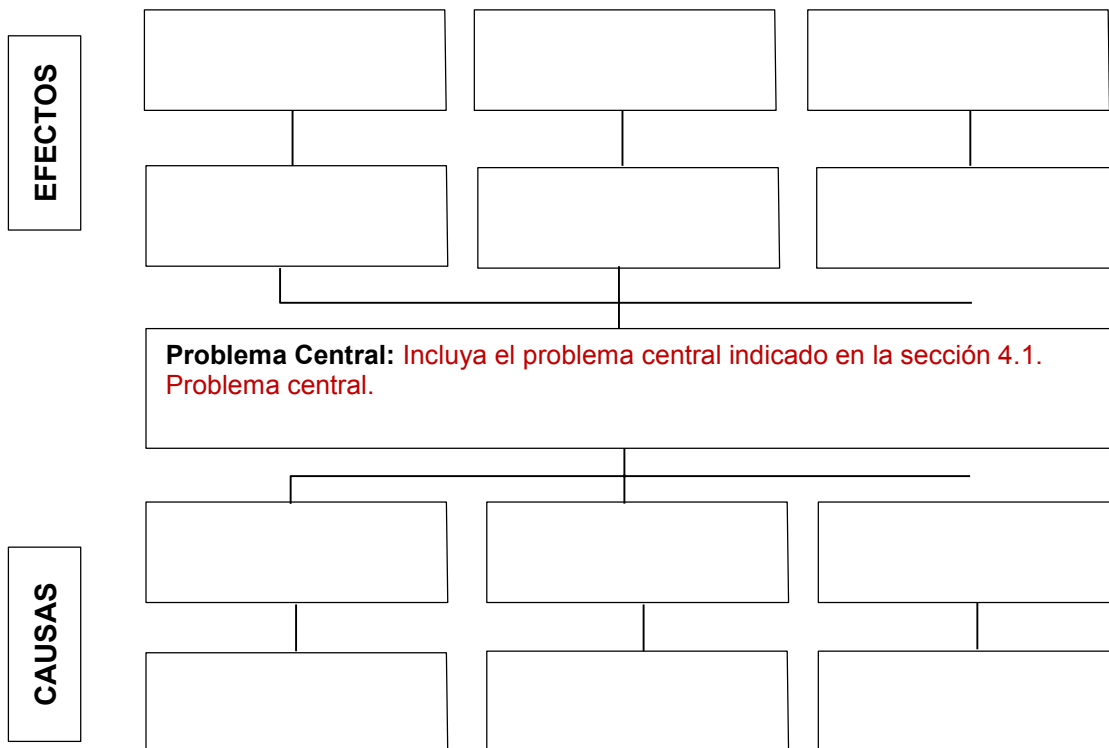 EFECTOS
Problema Central: Incluya el problema central indicado en la sección 4.1.
Problema central.
CAUSAS